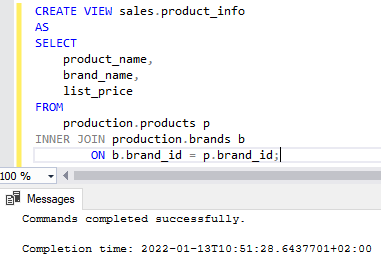 CREATE VIEW sales.product_info
AS
SELECT
product_name,
brand_name,
list_price
FROM
production.products p
INNER JOIN production.brands b
ON b.brand_id = p.brand_id;
100 %
Messages
Commands completed successfully.
Completion time: 2022-01-13T10:51:28.6437701+02:00